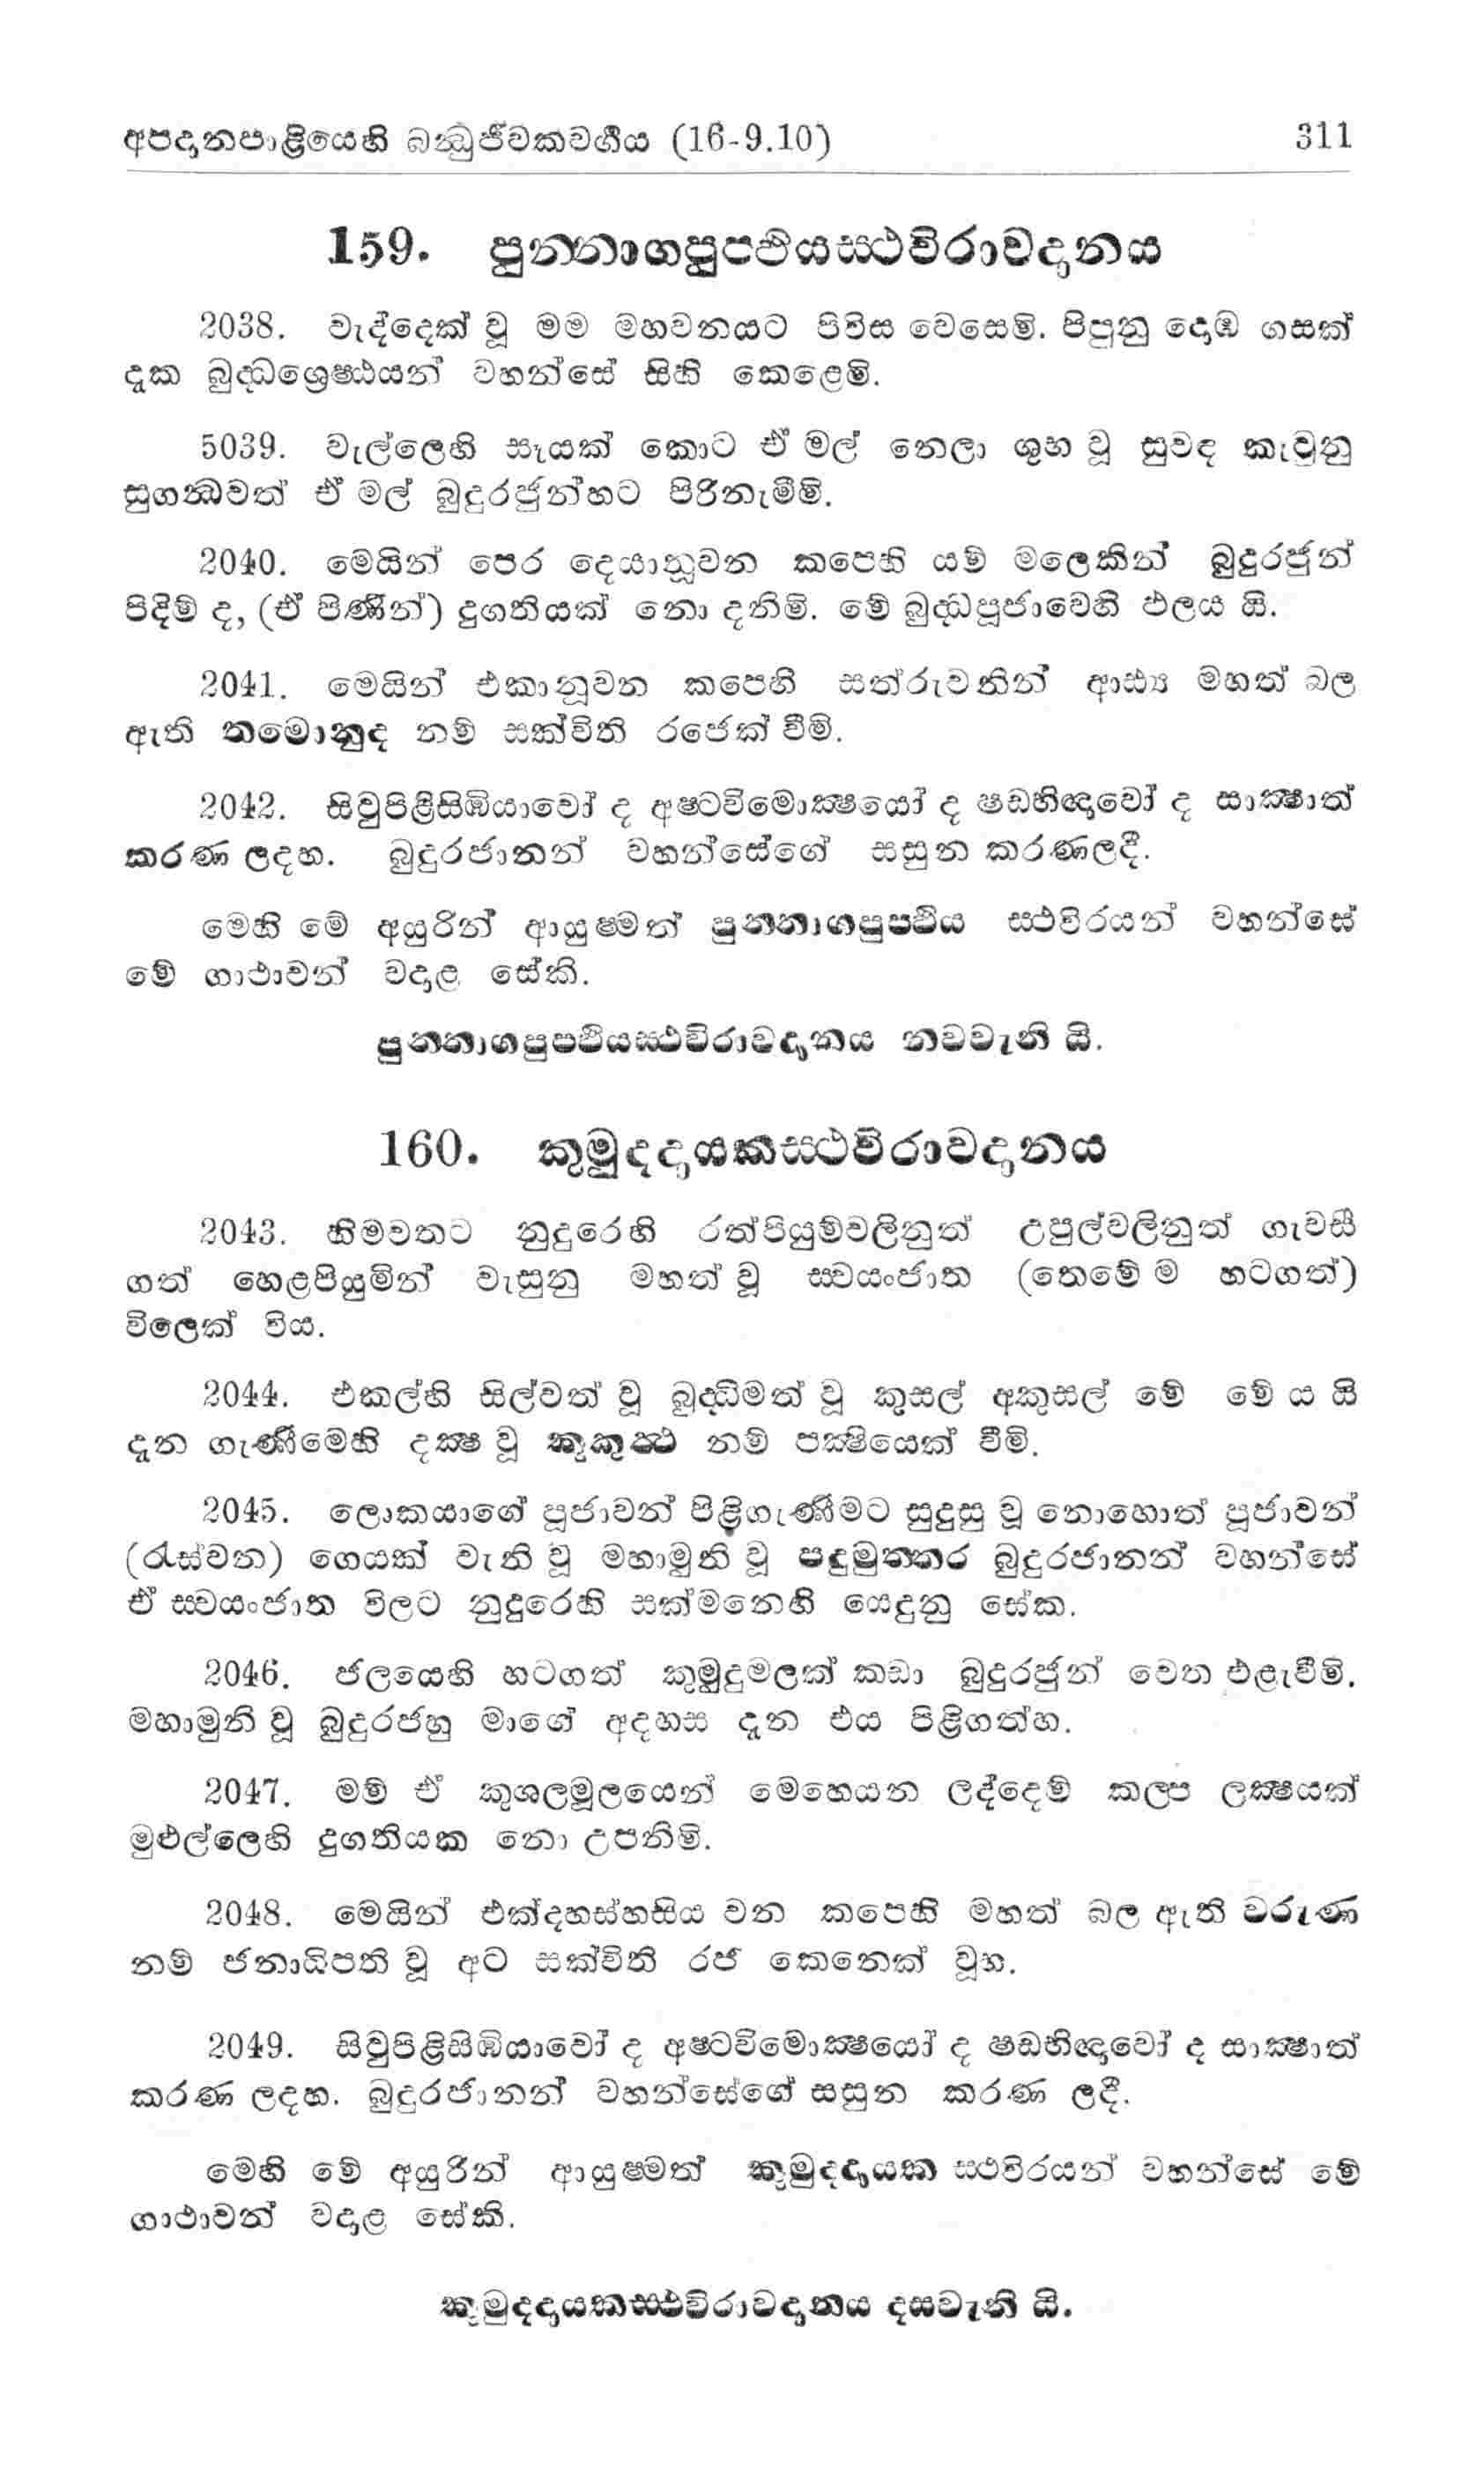 අපදානපාළියෙහි බන්‍ධුජීවකවර්‍ගය (16-9.10) 311
159. පුන්නාගපුප්ඵියස්ථවිරාවදානය
2038. වැද්දෙක් වූ මම මහවනයට පිවිස වෙසෙමි. පිපුනු දොඹ ගසක්
දැක බුද්ධශ්‍රෙෂ්ඨයන් වහන්සේ සිහි කෙළෙමි.
5039. වැල්ලෙහි සෑයක් කොට ඒ මල් නෙලා ශුභ වූ සුවඳ කැවුනු
සුගන්‍ධවත් ඒ මල් බුදුරජුන්හට පිරිනැමීමි.
2040. මෙයින් පෙර දෙයානූවන කපෙහි යම් මලෙකින් බුදුරජුන්
පිදිම් ද, (ඒ පිණින්) දුගතියක් නො දනිමි. මේ බුද්ධපූජාවෙහි ඵලය යි.
2041. මෙයින් එකානූවන කපෙහි සත්රුවනින් ආඪ්‍ය මහත් බල
ඇති තමොනුද නම් සක්විති රජෙක් වීමි.
2042. සිවුපිළිසිඹියාවෝ ද අෂ්ටවිමොක්‍ෂයෝ ද ෂඩභිඥාවෝ ද සාක්‍ෂාත්
කරණ ලදහ. බුදුරජානන් වහන්සේගේ සසුන කරණලදී.
මෙහි මේ අයුරින් ආයුෂ්මත් පුන්නාගපුප්ඵිය ස්ථවිරයන් වහන්සේ
මේ ගාථාවන් වදාළ සේකි.
පුන්නාගපුප්ඵියස්ථවිරාවදානය නවවැනි යි.
160. කුමුදදායකස්ථවිරාවදානය
2043. හිමවතට නුදුරෙහි රත්පියුම්වලිනුත් උපුල්වලිනුත් ගැවසී
ගත් හෙළපියුමින් වැසුනු මහත් වූ ස්වයංජාත (තෙමේ ම හටගත්)
විලෙක් විය.
2044. එකල්හි සිල්වත් වූ බුද්ධිමත් වූ කුසල් අකුසල් මේ මේ ය යි
දැන ගැණීමෙහි දක්‍ෂ වූ කුකුත්‍ථ නම් පක්‍ෂියෙක් වීමි.
2045. ලොකයාගේ පූජාවන් පිළිගැණීමට සුදුසු වූ නොහොත් පූජාවන්
(රැස්වන) ගෙයක් වැනි වූ මහාමුනි වූ පදුමුත්තර බුදුරජානන් වහන්සේ
ඒ ස්වයංජාත විලට නුදුරෙහි සක්මනෙහි යෙදුනු සේක.
2046. ජලයෙහි හටගත් කුමුදුමලක් කඩා බුදුරජුන් වෙත එළැවීමි.
මහාමුනි වූ බුදුරජහු මාගේ අදහස දැන එය පිළිගත්හ.
2047. මම් ඒ කුශලමූලයෙන් මෙහෙයන ලද්දෙම් කල්ප ලක්‍ෂයක්
මුළුල්ලෙහි දුගතියක නො උපනිමි.
2048. මෙයින් එක්දහස්හසිය වන කපෙහි මහත් බල ඇති වරුණ
නම් ජනාධිපති වූ අට සක්විති රජ කෙනෙක් වූහ.
2049. සිවුපිළිසිඹියාවෝ ද අෂ්ටවිමොක්‍ෂයෝ ද ෂඩභිඥාවෝ ද සාක්‍ෂාත්
කරණ ලදහ. බුදුරජානන් වහන්සේගේ සසුන කරණ ලදී.
මෙහි මේ අයුරින් ආයුෂ්මත් කුමුදදායක ස්ථවිරයන් වහන්සේ මේ
ගාථාවන් වදාළ සේකි.
කුමුදදායකස්ථවිරාවදානය දසවැනි යි.